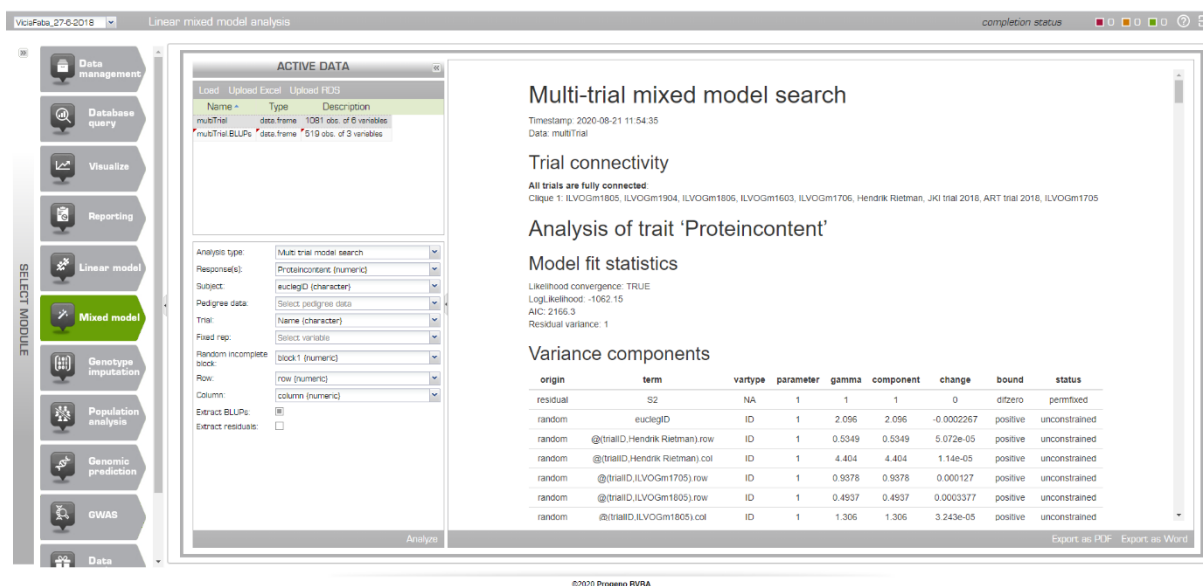 ViciaFaba_27-6-2018
Linear mixed model analysis
completion status
0 0 0
SELECT MODULE
Data management
Database query
Visualize
Reporting
Linear model
Mixed model
Genotype imputation
Population analysis
Genomic prediction
GWAS
Data
ACTIVE DATA
Load Upload Excel Upload RDS
Name Type Description
multiTrial data.frame 1081 obs. of 6 variables
multiTrial.BLUPs data.frame 519 obs. of 3 variables
Analysis type: Multi trial model search
Response(s): Proteincontent {numeric}
Subject: euclegID {character}
Pedigree data: Select pedigree data
Trial: Name {character}
Fixed rep: Select variable
Random incomplete block: block1 {numeric}
Row: row {numeric}
Column: column {numeric}
Extract BLUPs:
Extract residuals:
Analyze
Multi-trial mixed model search
Timestamp: 2020-08-21 11:54:35
Data: multiTrial
Trial connectivity
All trials are fully connected:
Clique 1: ILVOGm1805, ILVOGm1904, ILVOGm1806, ILVOGm1603, ILVOGm1706, Hendrik Rietman, JKI trial 2018, ART trial 2018, ILVOGm1705
Analysis of trait ‘Proteincontent’
Model fit statistics
Likelihood convergence: TRUE
LogLikelihood: -1062.15
AIC: 2166.3
Residual variance: 1
Variance components
origin term vartype parameter gamma component change bound status
residual S2 NA 1 1 1 0 difzero permfixed
random euclegID ID 1 2.096 2.096 -0.0002267 positive unconstrained
random @(trialID,Hendrik Rietman).row ID 1 0.5349 0.5349 5.072e-05 positive unconstrained
random @(trialID,Hendrik Rietman).col ID 1 4.404 4.404 1.14e-05 positive unconstrained
random @(trialID,ILVOGm1705).row ID 1 0.9378 0.9378 0.000127 positive unconstrained
random @(trialID,ILVOGm1805).row ID 1 0.4937 0.4937 0.0003377 positive unconstrained
random @(trialID,ILVOGm1805).col ID 1 1.306 1.306 3.243e-05 positive unconstrained
Export as PDF Export as Word
©2020 Progeno BVBA